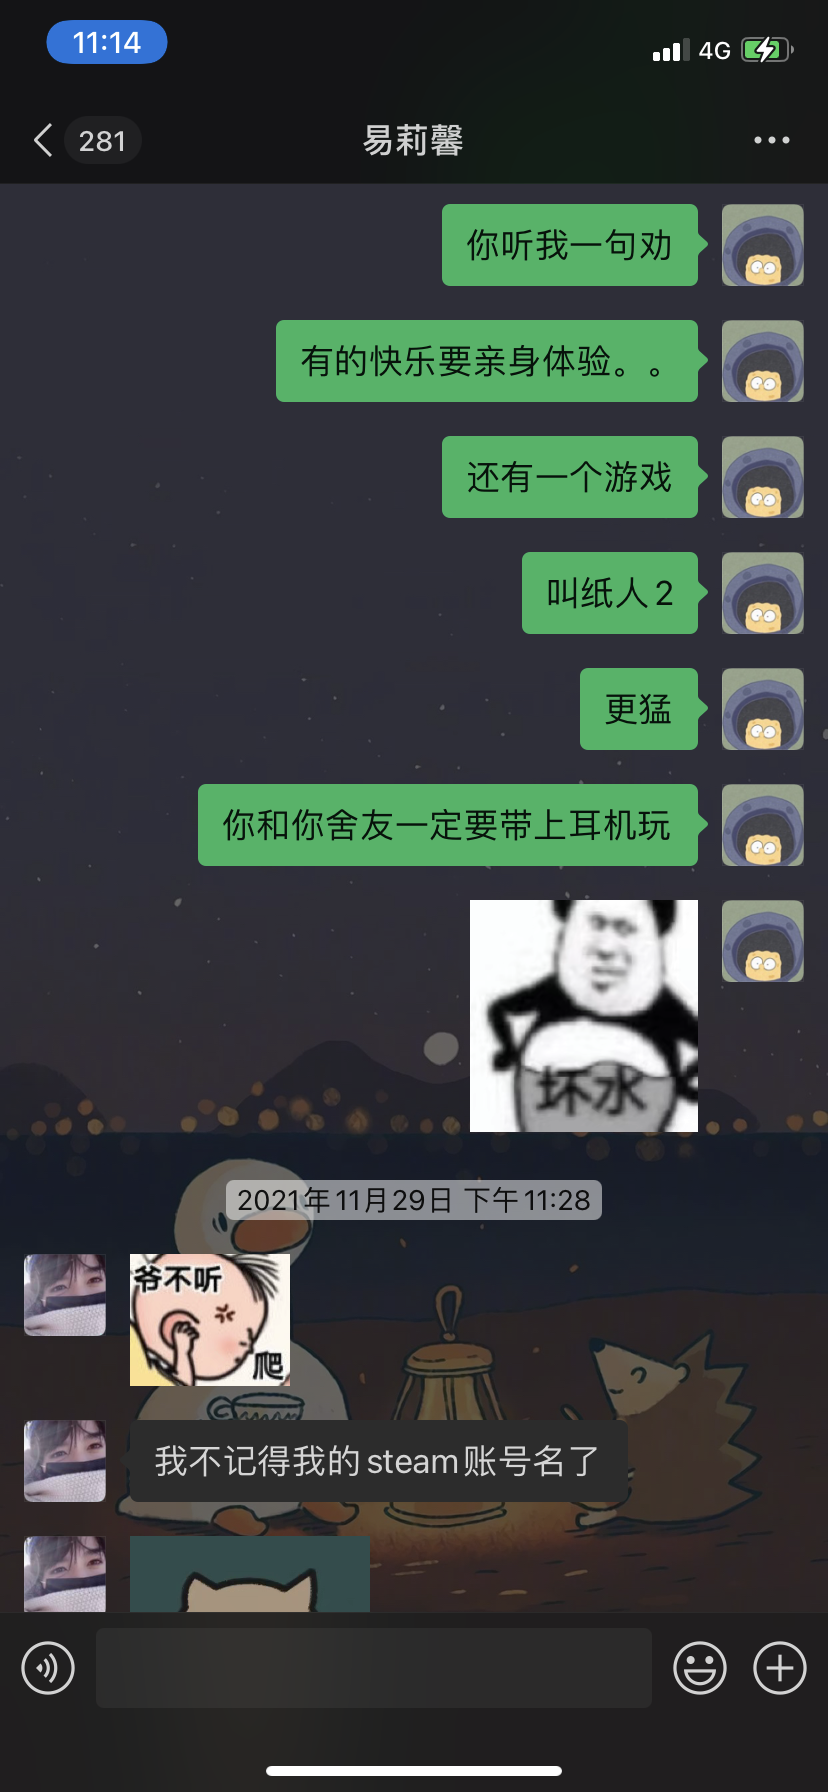 11:14
4G
281
易莉馨
你听我一句劝
有的快乐要亲身体验。。
还有一个游戏
叫纸人2
更猛
你和你舍友一定要带上耳机玩
坏水
2021年11月29日 下午11:28
爷不听
爬
我不记得我的steam账号名了